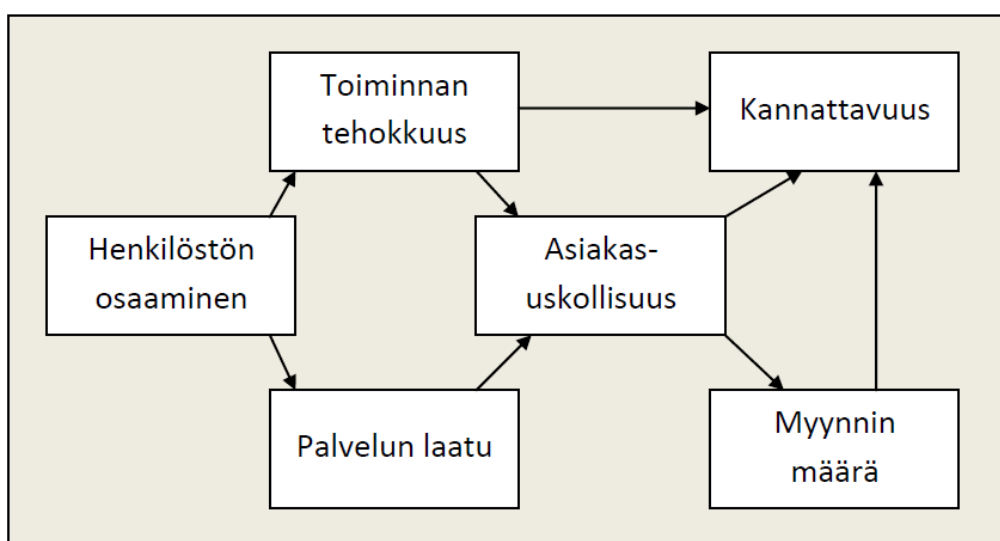 Toiminnan
tehokkuus
Kannattavuus
Henkilöstön
osaaminen
Asiakas-
uskollisuus
Palvelun laatu
Myynnin
määrä